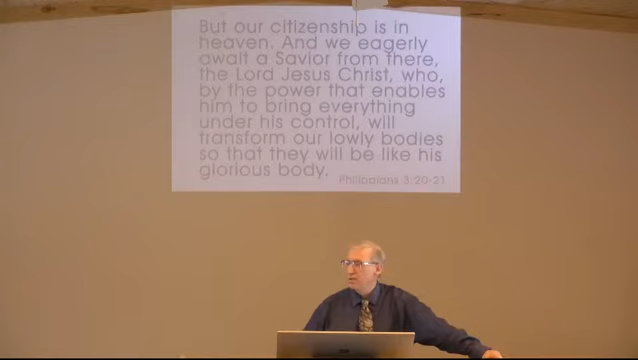 But our citizenship is in
heaven. And we eagerly
await a Savior from there,
the Lord Jesus Christ, who,
by the power that enables
him to bring everything
under his control, will
transform our lowly bodies
so that they will be like his
glorious body.
Philippians 3:20-21